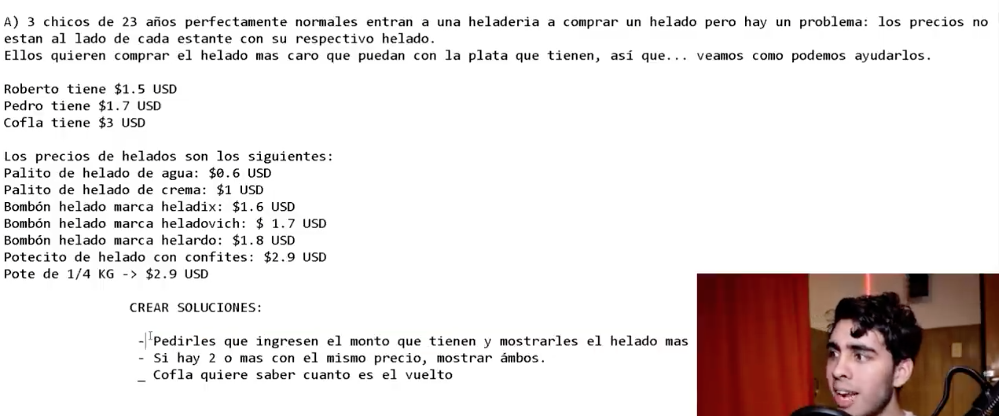 A) 3 chicos de 23 años perfectamente normales entran a una heladeria a comprar un helado pero hay un problema: los precios no
estan al lado de cada estante con su respectivo helado.
Ellos quieren comprar el helado mas caro que puedan con la plata que tienen, así que... veamos como podemos ayudarlos.
Roberto tiene $1.5 USD
Pedro tiene $1.7 USD
Cofla tiene $3 USD
Los precios de helados son los siguientes:
Palito de helado de agua: $0.6 USD
Palito de helado de crema: $1 USD
Bombón helado marca heladix: $1.6 USD
Bombón helado marca heladovich: $ 1.7 USD
Bombón helado marca helardo: $1.8 USD
Potecito de helado con confites: $2.9 USD
Pote de 1/4 KG -> $2.9 USD
CREAR SOLUCIONES:
- Pedirles que ingresen el monto que tienen y mostrarles el helado mas
- Si hay 2 o mas con el mismo precio, mostrar ámbos.
_ Cofla quiere saber cuanto es el vuelto